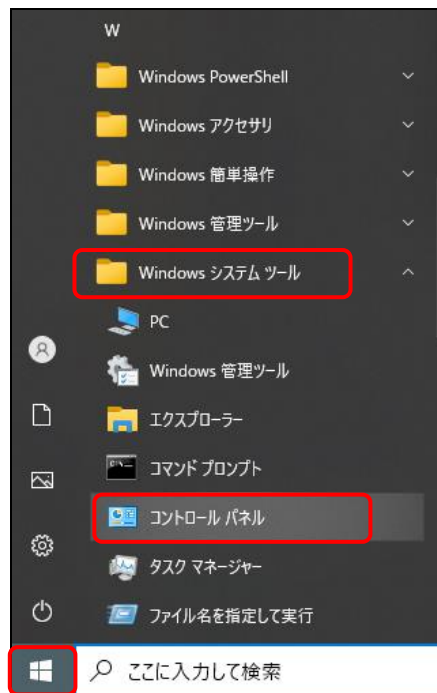 W
Windows PowerShell
Windows アクセサリ
Windows 簡単操作
Windows 管理ツール
Windows システム ツール
PC
Windows 管理ツール
エクスプローラー
コマンド プロンプト
コントロール パネル
タスク マネージャー
ファイル名を指定して実行
ここに入力して検索